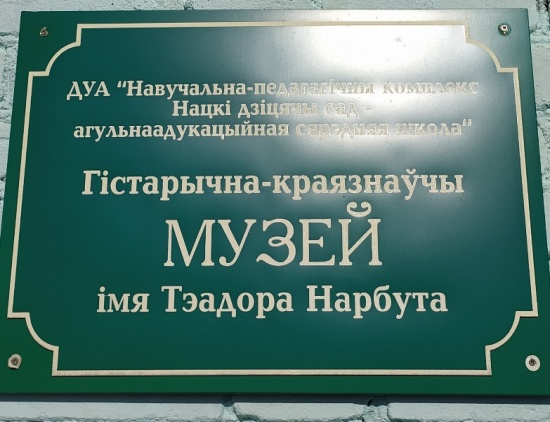 ДУА “Навучальна-педагагічны комплекс
Нацкі дзіцячы сад -
агульнаадукацыйная сярэдняя школа“
Гістарычна-краязнаўчы
МУЗЕЙ
імя Тэадора Нарбута